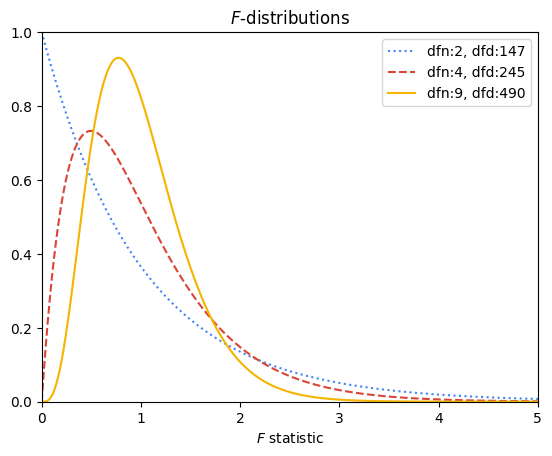 F-distributions
1.0
0.8
0.6
0.4
0.2
0.0
dfn:2, dfd:147
dfn:4, dfd:245
dfn:9, dfd:490
0 1 2 3 4 5
F statistic